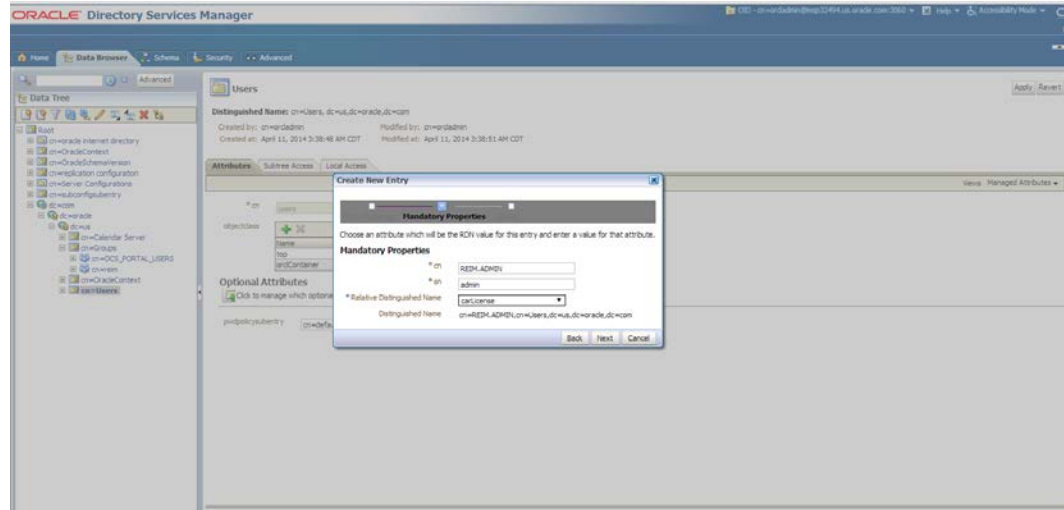 ORACLE Directory Services Manager
Help
Accessibility Mode
Home
Data Browser
Schema
Security
Advanced
Advanced
Data Tree
Root
cn=oracle internet directory
cn=OracleContext
cn=OracleSchemaVersion
cn=replication configuration
cn=Server Configurations
cn=subconfigsubentry
dc=com
dc=oracle
dc=us
cn=Calendar Server
cn=Groups
cn=OCS_PORTAL_USERS
cn=reim
cn=OracleContext
cn=Users
Users
Apply Revert
Distinguished Name: cn=Users, dc=us,dc=oracle,dc=com
Created by: cn=orcladmin Modified by: cn=orcladmin
Created at: April 11, 2014 3:38:48 AM CDT Modified at: April 11, 2014 3:38:51 AM CDT
Attributes Subtree Access Local Access
Views Managed Attributes
* cn users
objectclass
Name
top
orclContainer
Optional Attributes
Click to manage which optional
pwdpolicysubentry cn=defau
Create New Entry
Mandatory Properties
Choose an attribute which will be the RDN value for this entry and enter a value for that attribute.
Mandatory Properties
* cn REIM.ADMIN
* sn admin
* Relative Distinguished Name carLicense
Distinguished Name cn=REIM.ADMIN,cn=Users,dc=us,dc=oracle,dc=com
Back Next Cancel